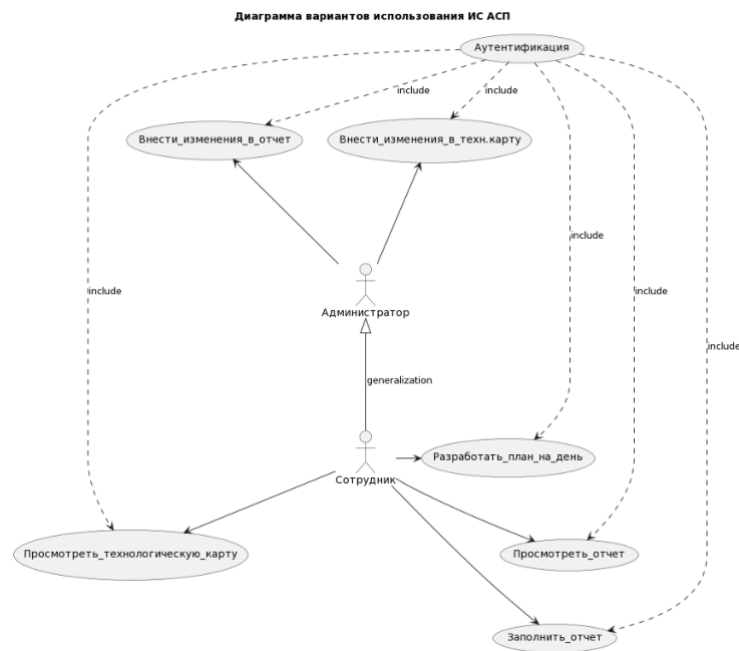 Диаграмма вариантов использования ИС АСП
Аутентификация
include
include
Внести_изменения_в_отчет
Внести_изменения_в_техн.карту
include
Администратор
include
include
include
generalization
Разработать_план_на_день
Сотрудник
Просмотреть_технологическую_карту
Просмотреть_отчет
Заполнить_отчет